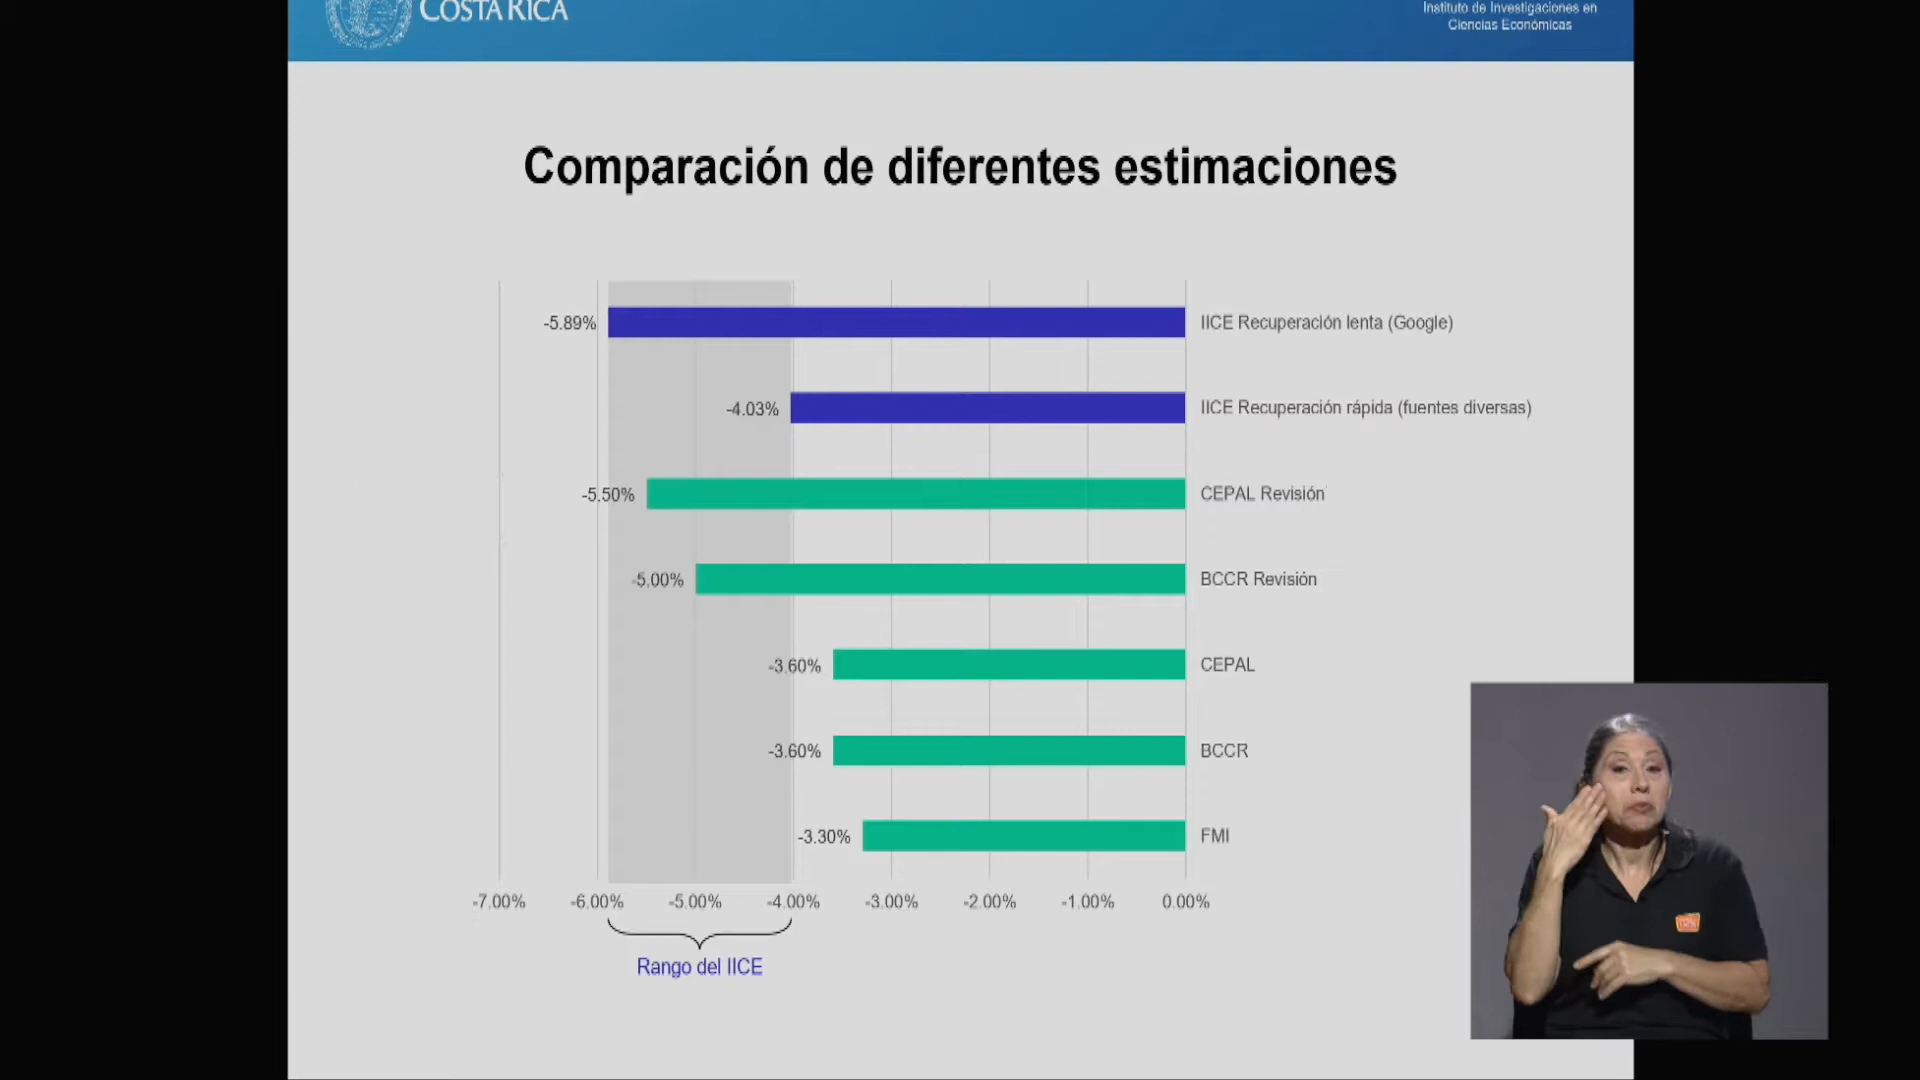 COSTA RICA
Instituto de Investigaciones en
Ciencias Económicas
Comparación de diferentes estimaciones
-5.89% IICE Recuperación lenta (Google)
-4.03% IICE Recuperación rápida (fuentes diversas)
-5.50% CEPAL Revisión
-5.00% BCCR Revisión
-3.60% CEPAL
-3.60% BCCR
-3.30% FMI
-7.00% -6.00% -5.00% -4.00% -3.00% -2.00% -1.00% 0.00%
Rango del IICE